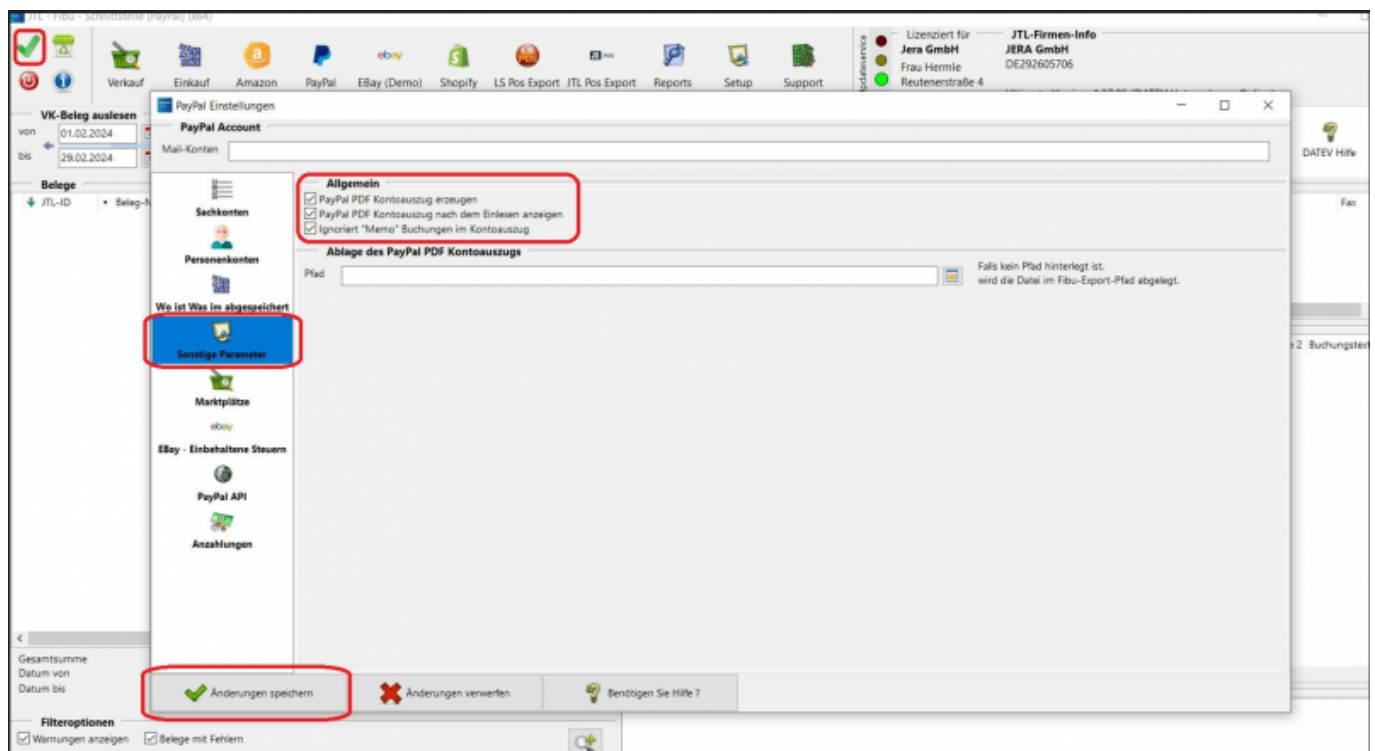 JTL - Fibu - Schnittstelle [PayPal] (x64)
Verkauf
Einkauf
Amazon
PayPal
EBay (Demo)
Shopify
LS Pos Export
JTL Pos Export
Reports
Setup
Support
Lizenziert für
Jera GmbH
Frau Hermle
Reutenerstraße 4
JTL-Firmen-Info
JERA GmbH
DE292605706
VK-Beleg auslesen
von 01.02.2024
bis 29.02.2024
DATEV Hilfe
Belege
JTL-ID
Fax
PayPal Einstellungen
PayPal Account
Mail-Konten
Sachkonten
Personenkonten
Wo ist Was im abgespeichert
Sonstige Parameter
Marktplätze
ebay
EBay - Einbehaltene Steuern
PayPal API
Anzahlungen
Allgemein
PayPal PDF Kontoauszug erzeugen
PayPal PDF Kontoauszug nach dem Einlesen anzeigen
Ignoriert "Memo" Buchungen im Kontoauszug
Ablage des PayPal PDF Kontoauszugs
Pfad
Falls kein Pfad hinterlegt ist.
wird die Datei im Fibu-Export-Pfad abgelegt.
2 Buchungstext
Änderungen speichern
Änderungen verwerfen
Benötigen Sie Hilfe ?
Gesamtsumme
Datum von
Datum bis
Filteroptionen
Warnungen anzeigen
Belege mit Fehlern